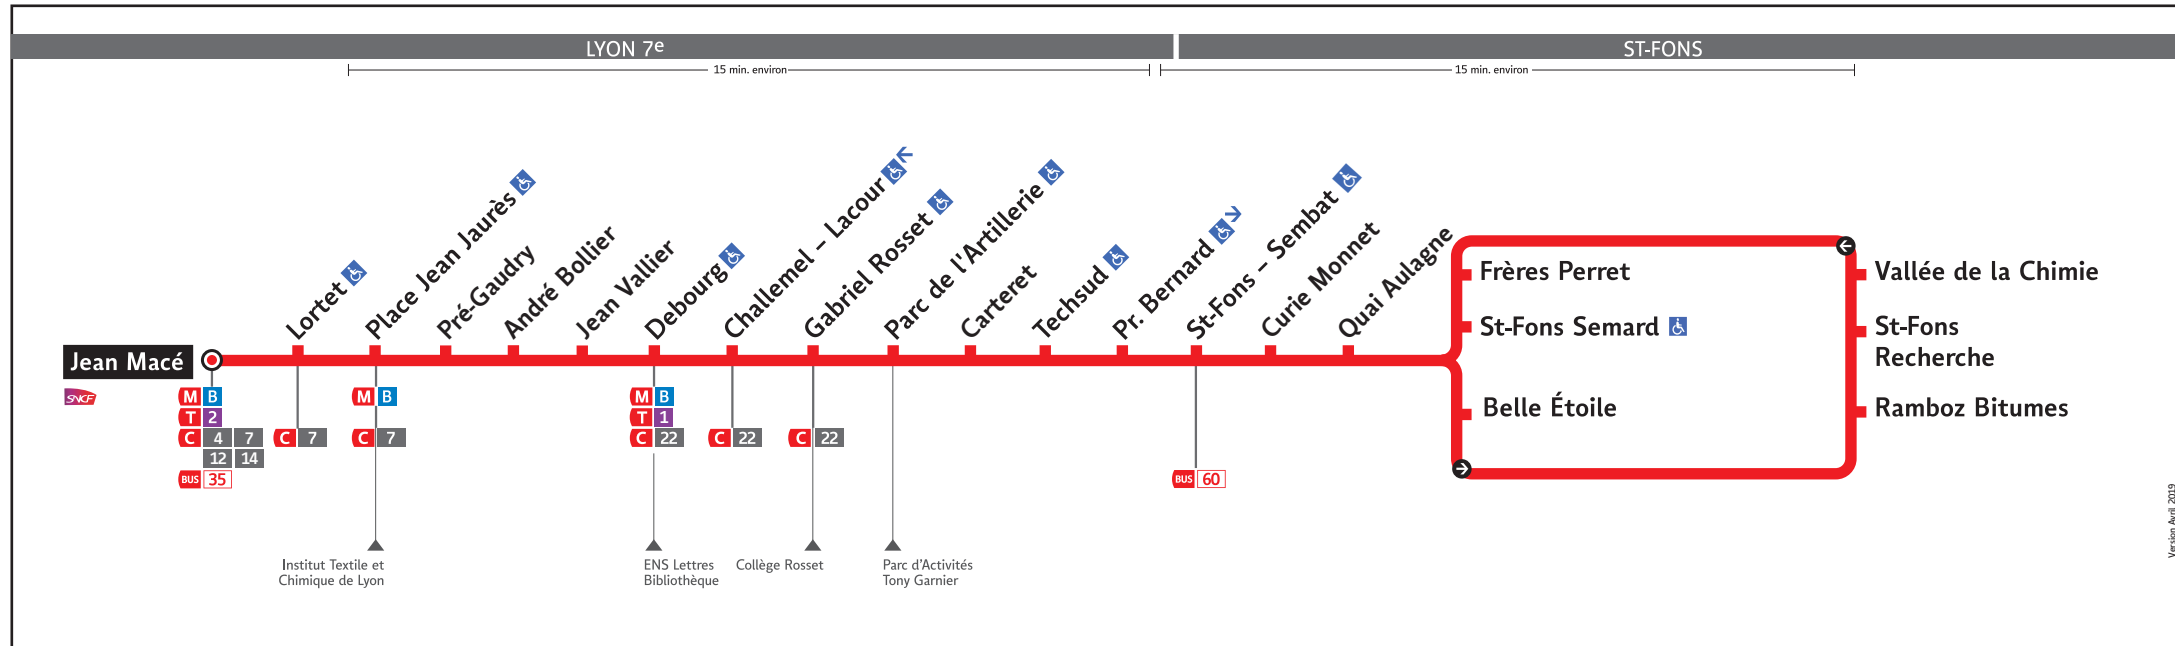 LYON 7e
ST-FONS
15 min. environ
15 min. environ
Jean Macé
Lortet
Place Jean Jaurès
Pré-Gaudry
André Bollier
Jean Vallier
Debourg
Challemel – Lacour
Gabriel Rosset
Parc de l'Artillerie
Carteret
Techsud
Pr. Bernard
St-Fons – Sembat
Curie Monnet
Quai Aulagne
Frères Perret
St-Fons Semard
Belle Étoile
Vallée de la Chimie
St-Fons
Recherche
Ramboz Bitumes
SNCF
M B
T 2
C 4 7
12 14
BUS 35
C 7
M B
C 7
M B
T 1
C 22
C 22
C 22
BUS 60
Institut Textile et
Chimique de Lyon
ENS Lettres
Bibliothèque
Collège Rosset
Parc d'Activités
Tony Garnier
Version Avril 2019